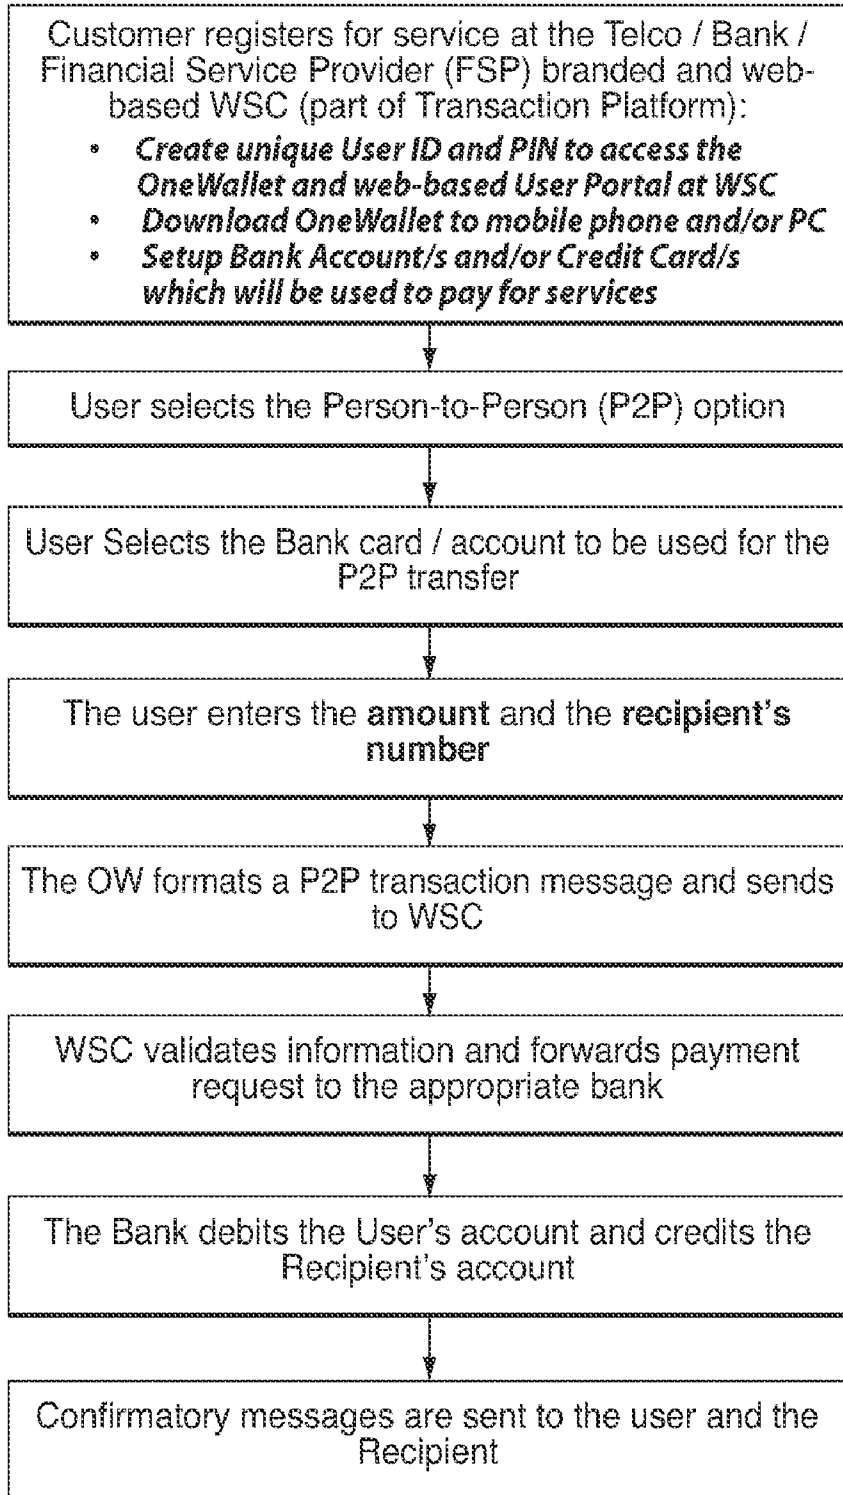 Customer registers for service at the Telco / Bank /
Financial Service Provider (FSP) branded and web-
based WSC (part of Transaction Platform):
• Create unique User ID and PIN to access the
OneWallet and web-based User Portal at WSC
• Download OneWallet to mobile phone and/or PC
• Setup Bank Account/s and/or Credit Card/s
which will be used to pay for services
User selects the Person-to-Person (P2P) option
User Selects the Bank card / account to be used for the
P2P transfer
The user enters the amount and the recipient's
number
The OW formats a P2P transaction message and sends
to WSC
WSC validates information and forwards payment
request to the appropriate bank
The Bank debits the User's account and credits the
Recipient's account
Confirmatory messages are sent to the user and the
Recipient